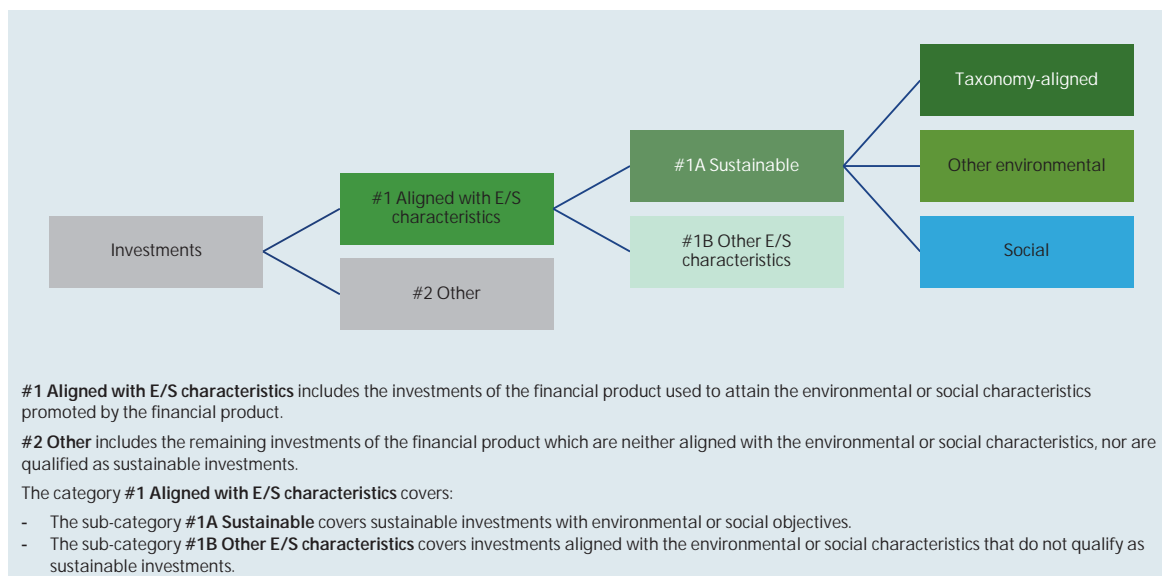 Taxonomy-aligned
#1A Sustainable
Other environmental
#1 Aligned with E/S
characteristics
Investments
#1B Other E/S
characteristics
Social
#2 Other
#1 Aligned with E/S characteristics includes the investments of the financial product used to attain the environmental or social characteristics
promoted by the financial product.
#2 Other includes the remaining investments of the financial product which are neither aligned with the environmental or social characteristics, nor are
qualified as sustainable investments.
The category #1 Aligned with E/S characteristics covers:
- The sub-category #1A Sustainable covers sustainable investments with environmental or social objectives.
- The sub-category #1B Other E/S characteristics covers investments aligned with the environmental or social characteristics that do not qualify as
sustainable investments.